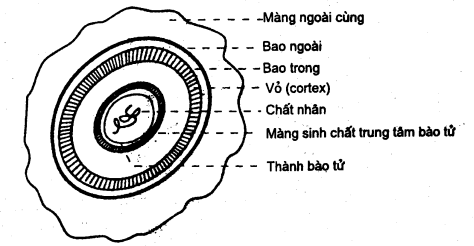 Màng ngoài cùng
Bao ngoài
Bao trong
Vỏ (cortex)
Chất nhân
Màng sinh chất trung tâm bào tử
Thành bào tử